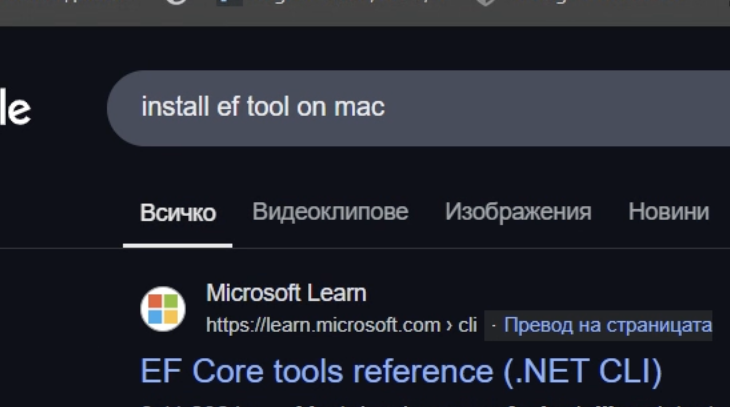 le
install ef tool on mac
Всичко Видеоклипове Изображения Новини
Microsoft Learn
https://learn.microsoft.com › cli · Превод на страницата
EF Core tools reference (.NET CLI)